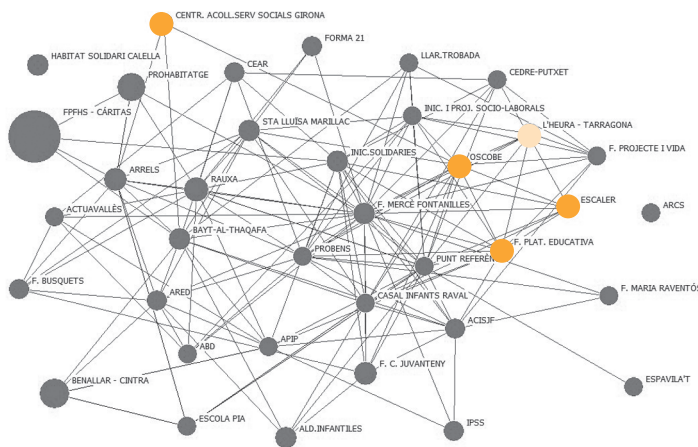 CENTR. ACOLL.SERV SOCIALS GIRONA
FORMA 21
HABITAT SOLIDARI CALELLA
CEAR
LLAR.TROBADA
PROHABITATGE
CEDRE-PUTXET
FPFHS - CÁRITAS
INIC. I PROJ. SOCIO-LABORALS
STA LLUÏSA MARILLAC
L'HEURA - TARRAGONA
INIC.SOLIDARIES
OSCOBE
F. PROJECTE I VIDA
ARRELS
RAUXA
ESCALER
ACTUAVALLÈS
F. MERCÈ FONTANILLES
ARCS
BAYT-AL-THAQAFA
F. PLAT. EDUCATIVA
PROBENS
PUNT REFERÈN
F. BUSQUETS
ARED
CASAL INFANTS RAVAL
F. MARIA RAVENTÓS
ACISJF
ABD
APIP
F. C. JUVANTENY
BENALLAR - CINTRA
ESPAVILA'T
ESCOLA PIA
ALD.INFANTILES
IPSS